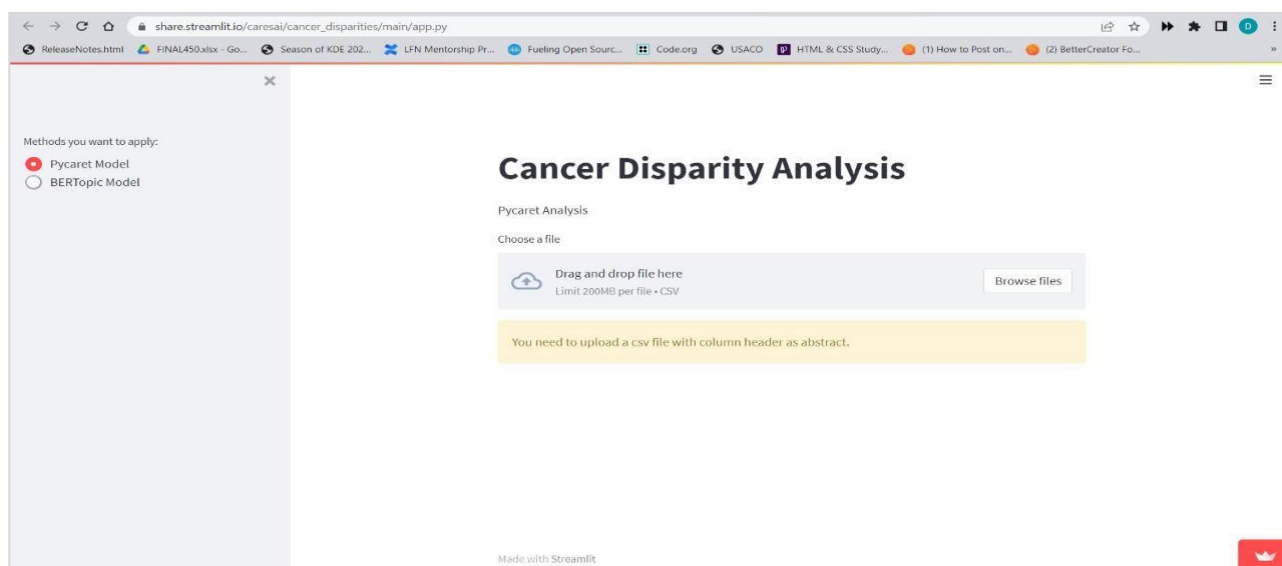 share.streamlit.io/caresai/cancer_disparities/main/app.py
D
ReleaseNotes.html FINAL450.xlsx - Go... Season of KDE 202... LFN Mentorship Pr... Fueling Open Sourc... Code.org USACO HTML & CSS Study... (1) How to Post on... (2) BetterCreator Fo... »
Methods you want to apply:
Pycaret Model
BERTopic Model
Cancer Disparity Analysis
Pycaret Analysis
Choose a file
Drag and drop file here
Limit 200MB per file • CSV
Browse files
You need to upload a csv file with column header as abstract.
Made with Streamlit